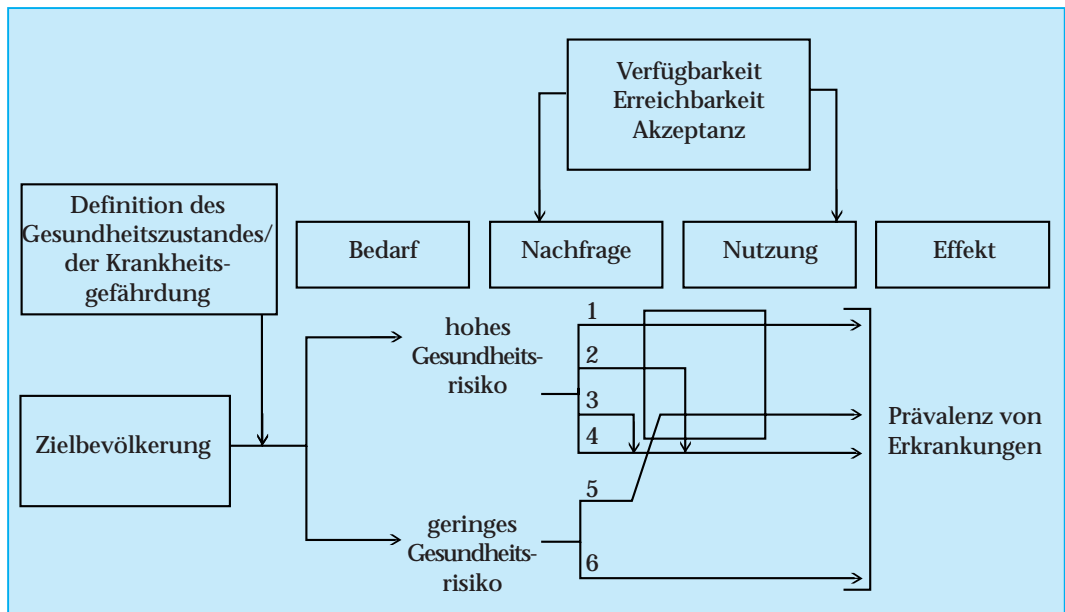 Verfügbarkeit
Erreichbarkeit
Akzeptanz
Definition des
Gesundheitszustandes/
der Krankheits-
gefährdung
Bedarf
Nachfrage
Nutzung
Effekt
Zielbevölkerung
hohes
Gesundheits-
risiko
1
2
3
4
Prävalenz von
Erkrankungen
geringes
Gesundheits-
risiko
5
6